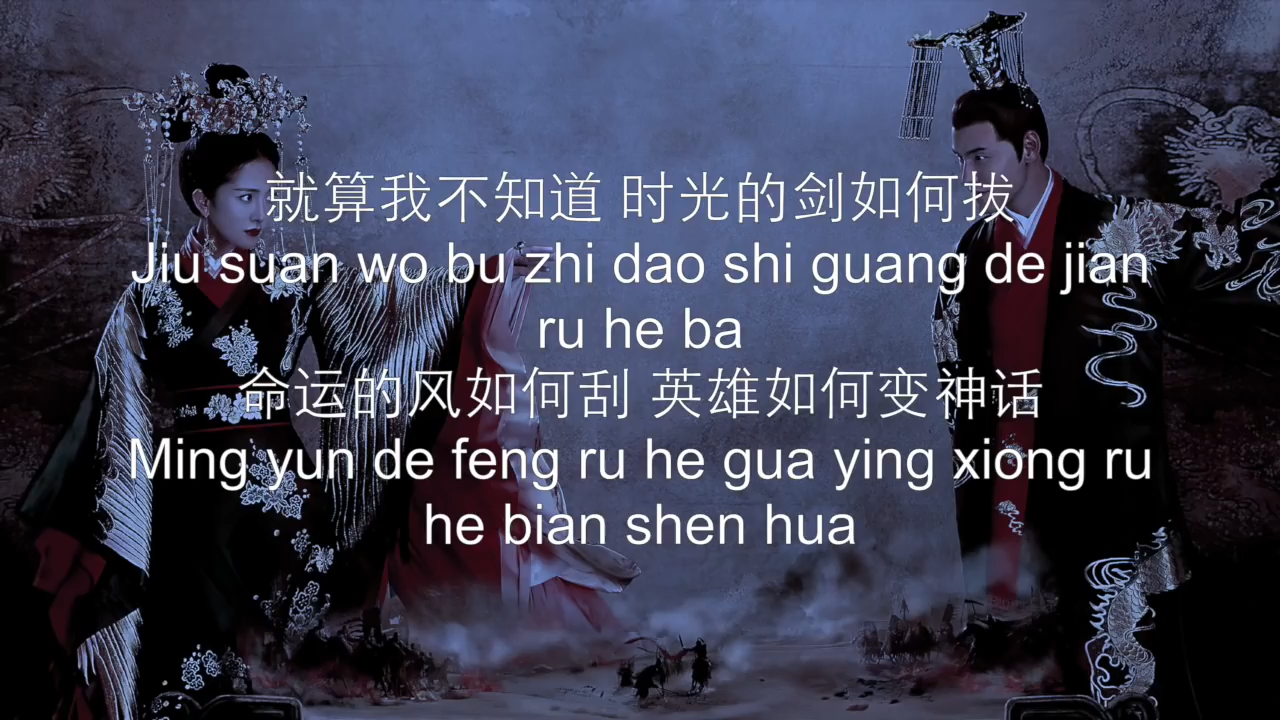 就算我不知道 时光的剑如何拔
Jiu suan wo bu zhi dao shi guang de jian
ru he ba
命运的风如何刮 英雄如何变神话
Ming yun de feng ru he gua ying xiong ru
he bian shen hua